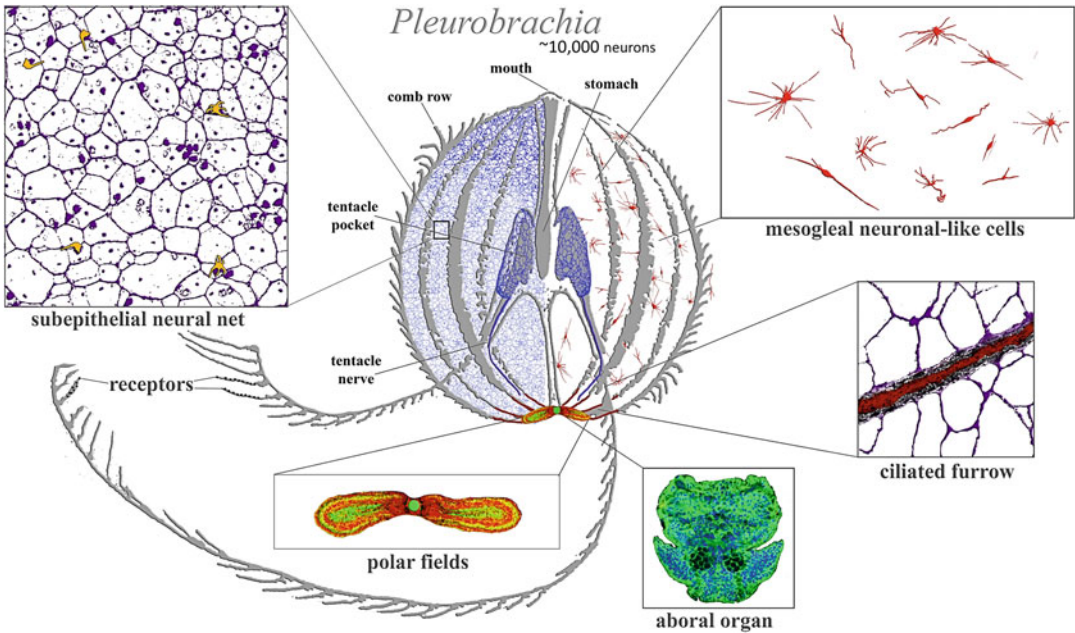 Pleurobrachia
~10,000 neurons
mouth
stomach
comb row
tentacle
pocket
mesogleal neuronal-like cells
subepithelial neural net
tentacle
nerve
receptors
ciliated furrow
polar fields
aboral organ